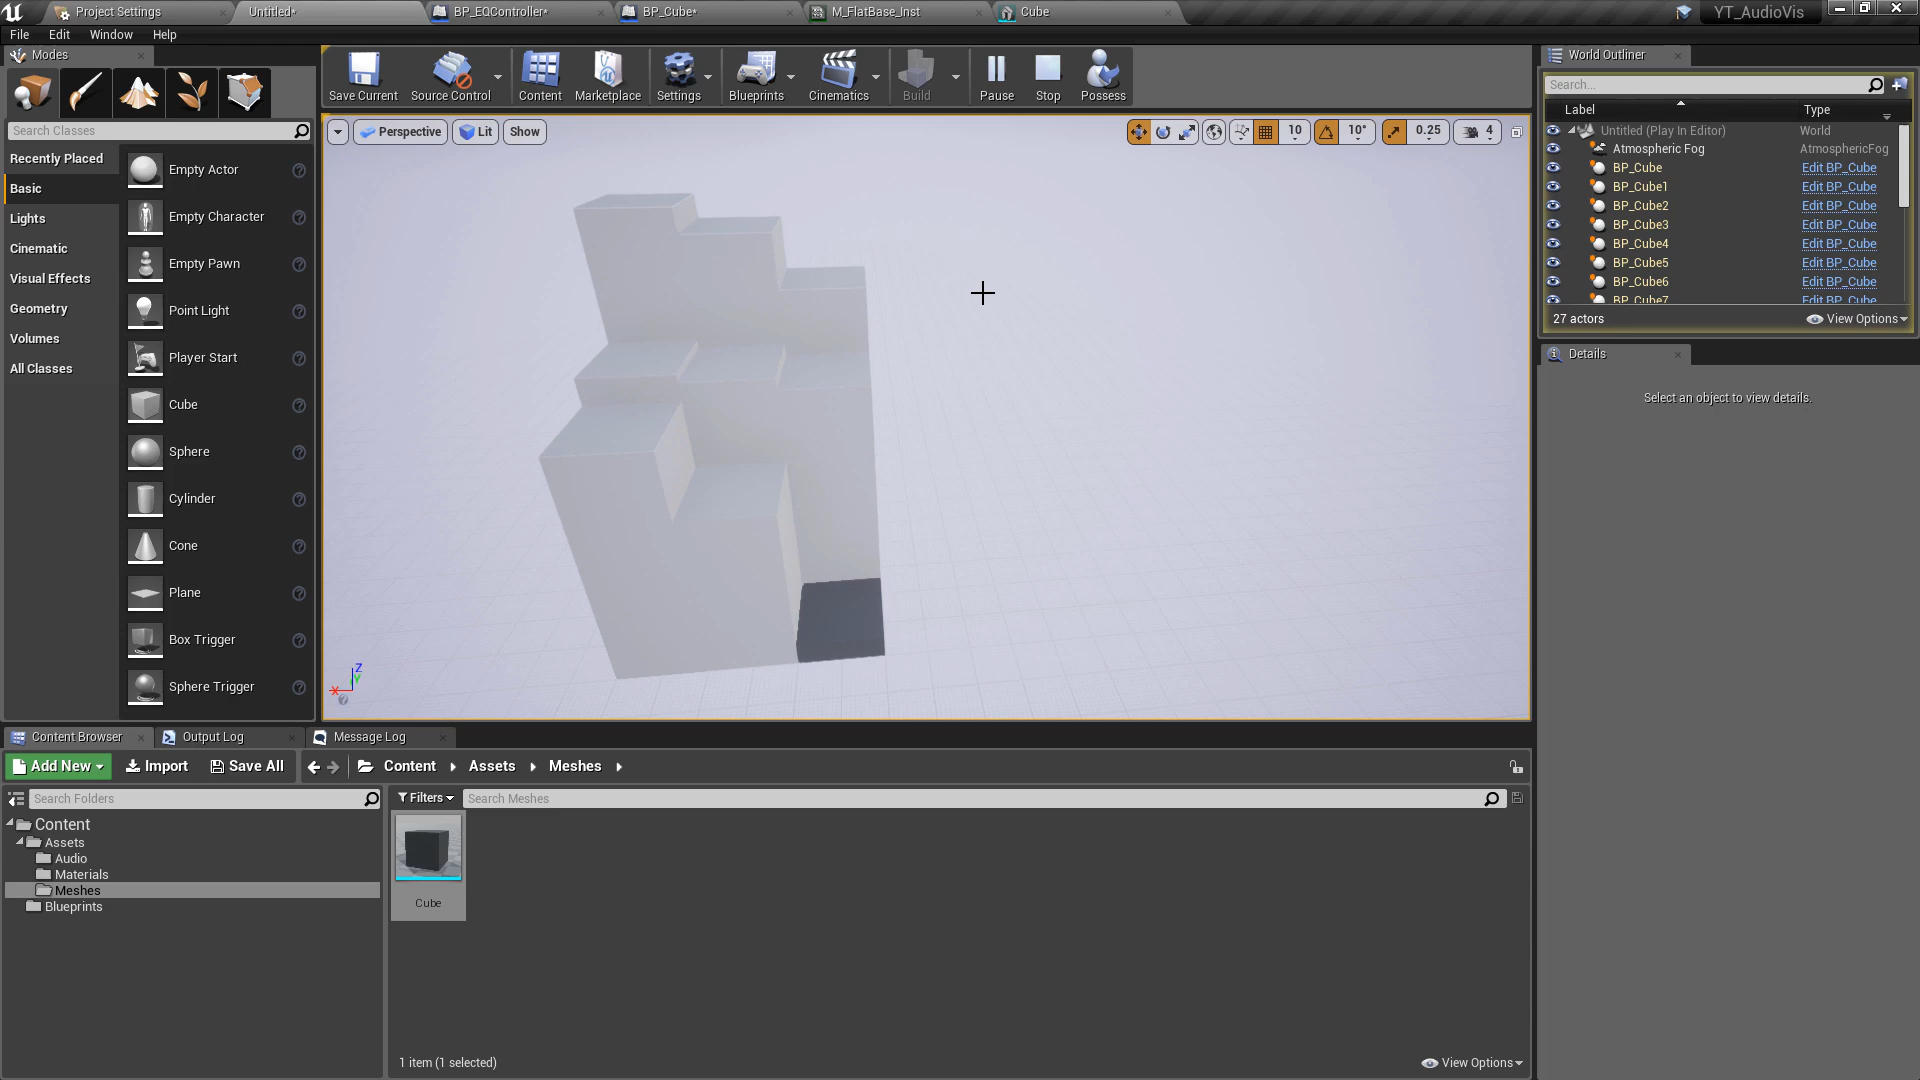 Project Settings
Untitled*
BP_EQController*
BP_Cube*
M_FlatBase_Inst
Cube
YT_AudioVis
File
Edit
Window
Help
Modes
Search Classes
Recently Placed
Basic
Lights
Cinematic
Visual Effects
Geometry
Volumes
All Classes
Empty Actor
Empty Character
Empty Pawn
Point Light
Player Start
Cube
Sphere
Cylinder
Cone
Plane
Box Trigger
Sphere Trigger
Save Current
Source Control
Content
Marketplace
Settings
Blueprints
Cinematics
Build
Pause
Stop
Possess
Perspective
Lit
Show
10
10°
0.25
4
Z
Y
X
World Outliner
Search...
Label
Type
Untitled (Play In Editor)
World
Atmospheric Fog
AtmosphericFog
BP_Cube
Edit BP_Cube
BP_Cube1
Edit BP_Cube
BP_Cube2
Edit BP_Cube
BP_Cube3
Edit BP_Cube
BP_Cube4
Edit BP_Cube
BP_Cube5
Edit BP_Cube
BP_Cube6
Edit BP_Cube
BP_Cube7
Edit BP_Cube
27 actors
View Options
Details
Select an object to view details.
Content Browser
Output Log
Message Log
Add New
Import
Save All
Content
Assets
Meshes
Search Folders
Content
Assets
Audio
Materials
Meshes
Blueprints
Filters
Search Meshes
Cube
1 item (1 selected)
View Options